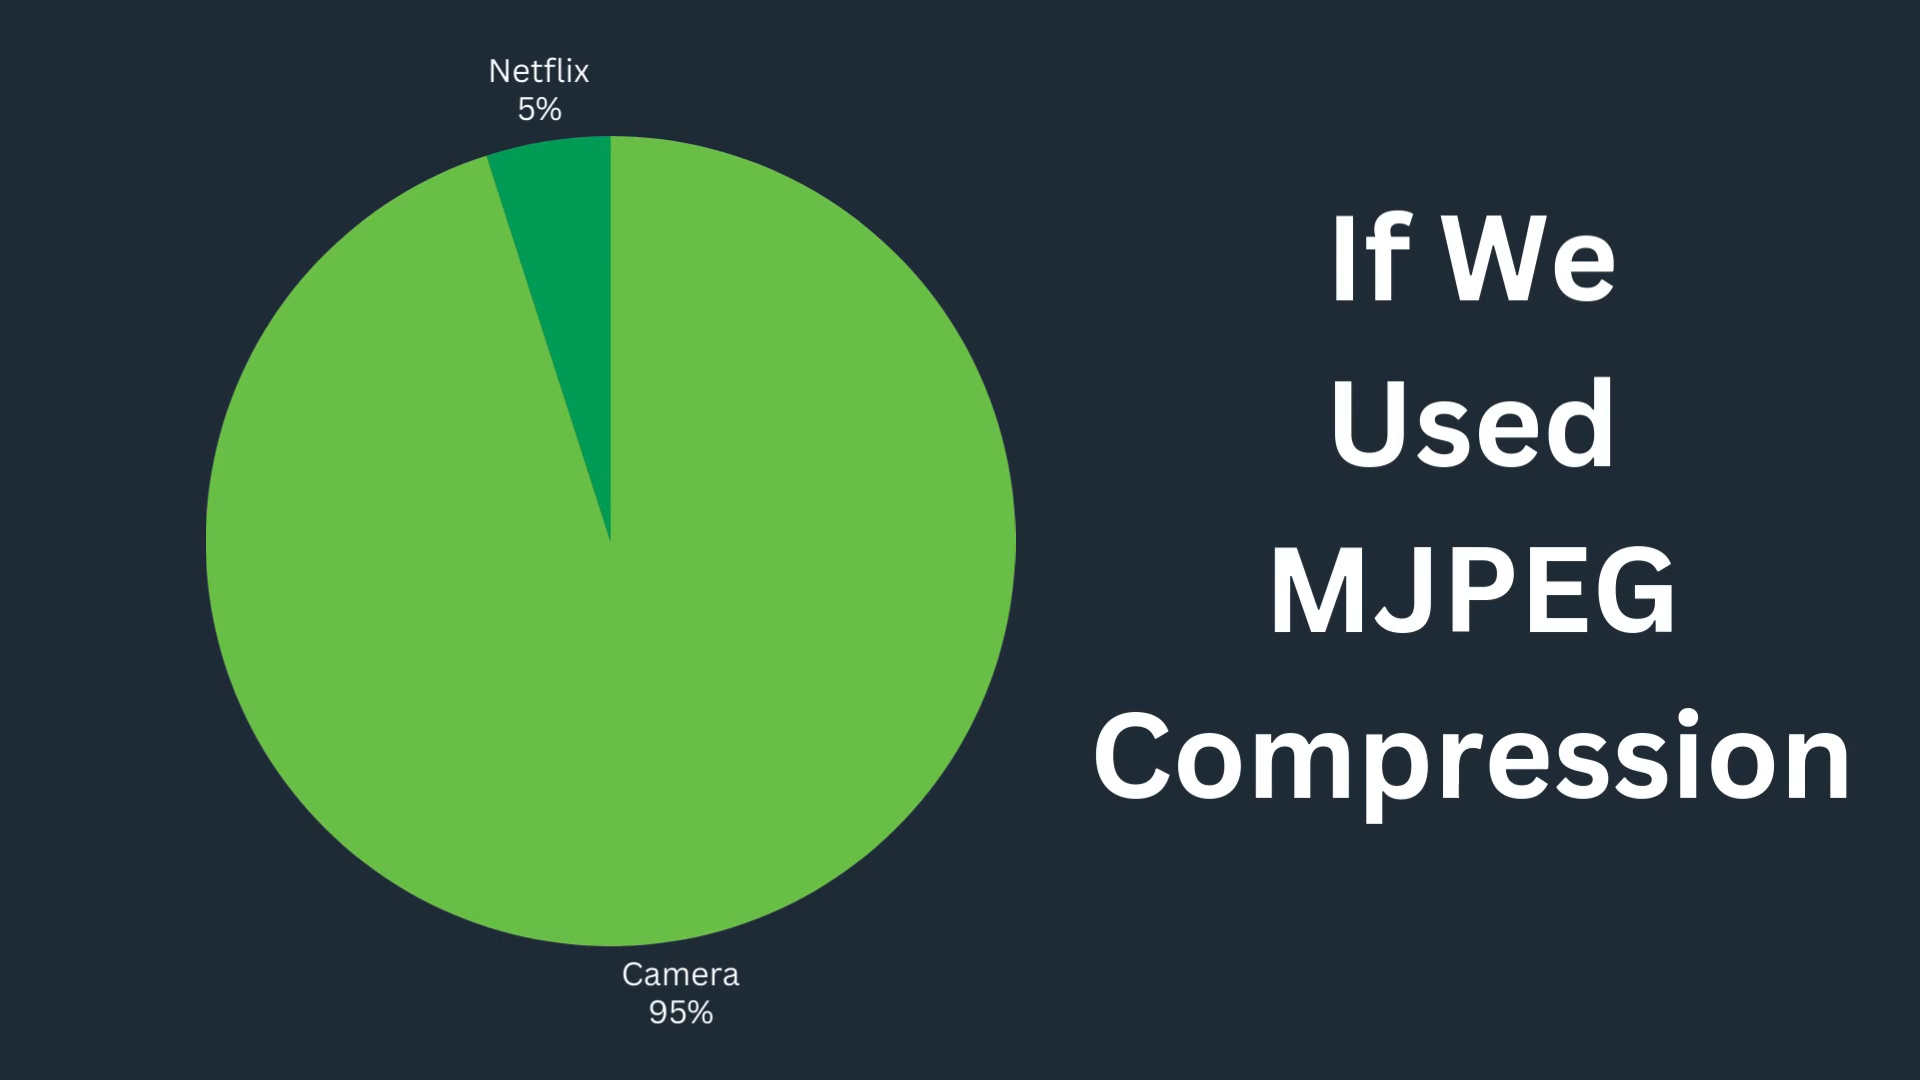 Netflix
5%
If We
Used
MJPEG
Compression
Camera
95%